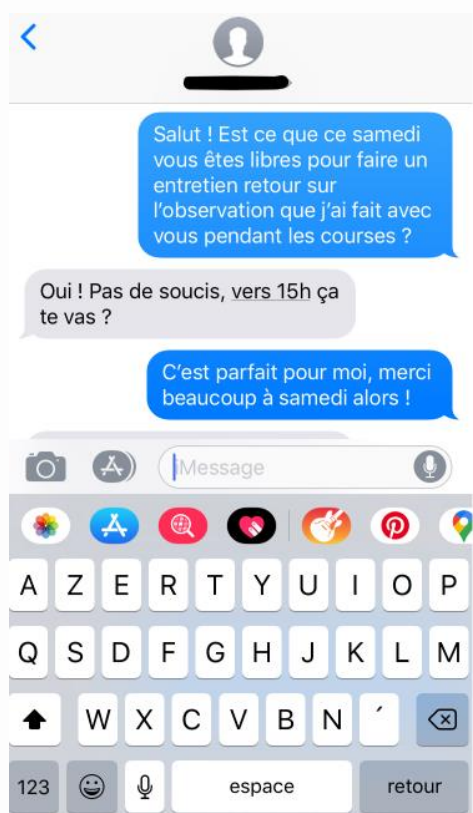 Salut ! Est ce que ce samedi
vous êtes libres pour faire un
entretien retour sur
l'observation que j'ai fait avec
vous pendant les courses ?
Oui ! Pas de soucis, vers 15h ça
te vas ?
C'est parfait pour moi, merci
beaucoup à samedi alors !
iMessage
A Z E R T Y U I O P
Q S D F G H J K L M
W X C V B N ´
123 espace retour